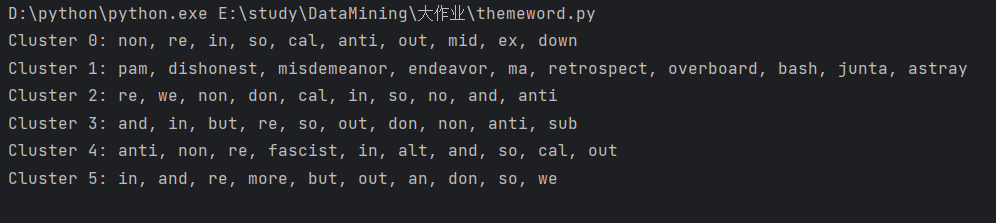 D:\python\python.exe E:\study\DataMining\大作业\themeword.py
Cluster 0: non, re, in, so, cal, anti, out, mid, ex, down
Cluster 1: pam, dishonest, misdemeanor, endeavor, ma, retrospect, overboard, bash, junta, astray
Cluster 2: re, we, non, don, cal, in, so, no, and, anti
Cluster 3: and, in, but, re, so, out, don, non, anti, sub
Cluster 4: anti, non, re, fascist, in, alt, and, so, cal, out
Cluster 5: in, and, re, more, but, out, an, don, so, we